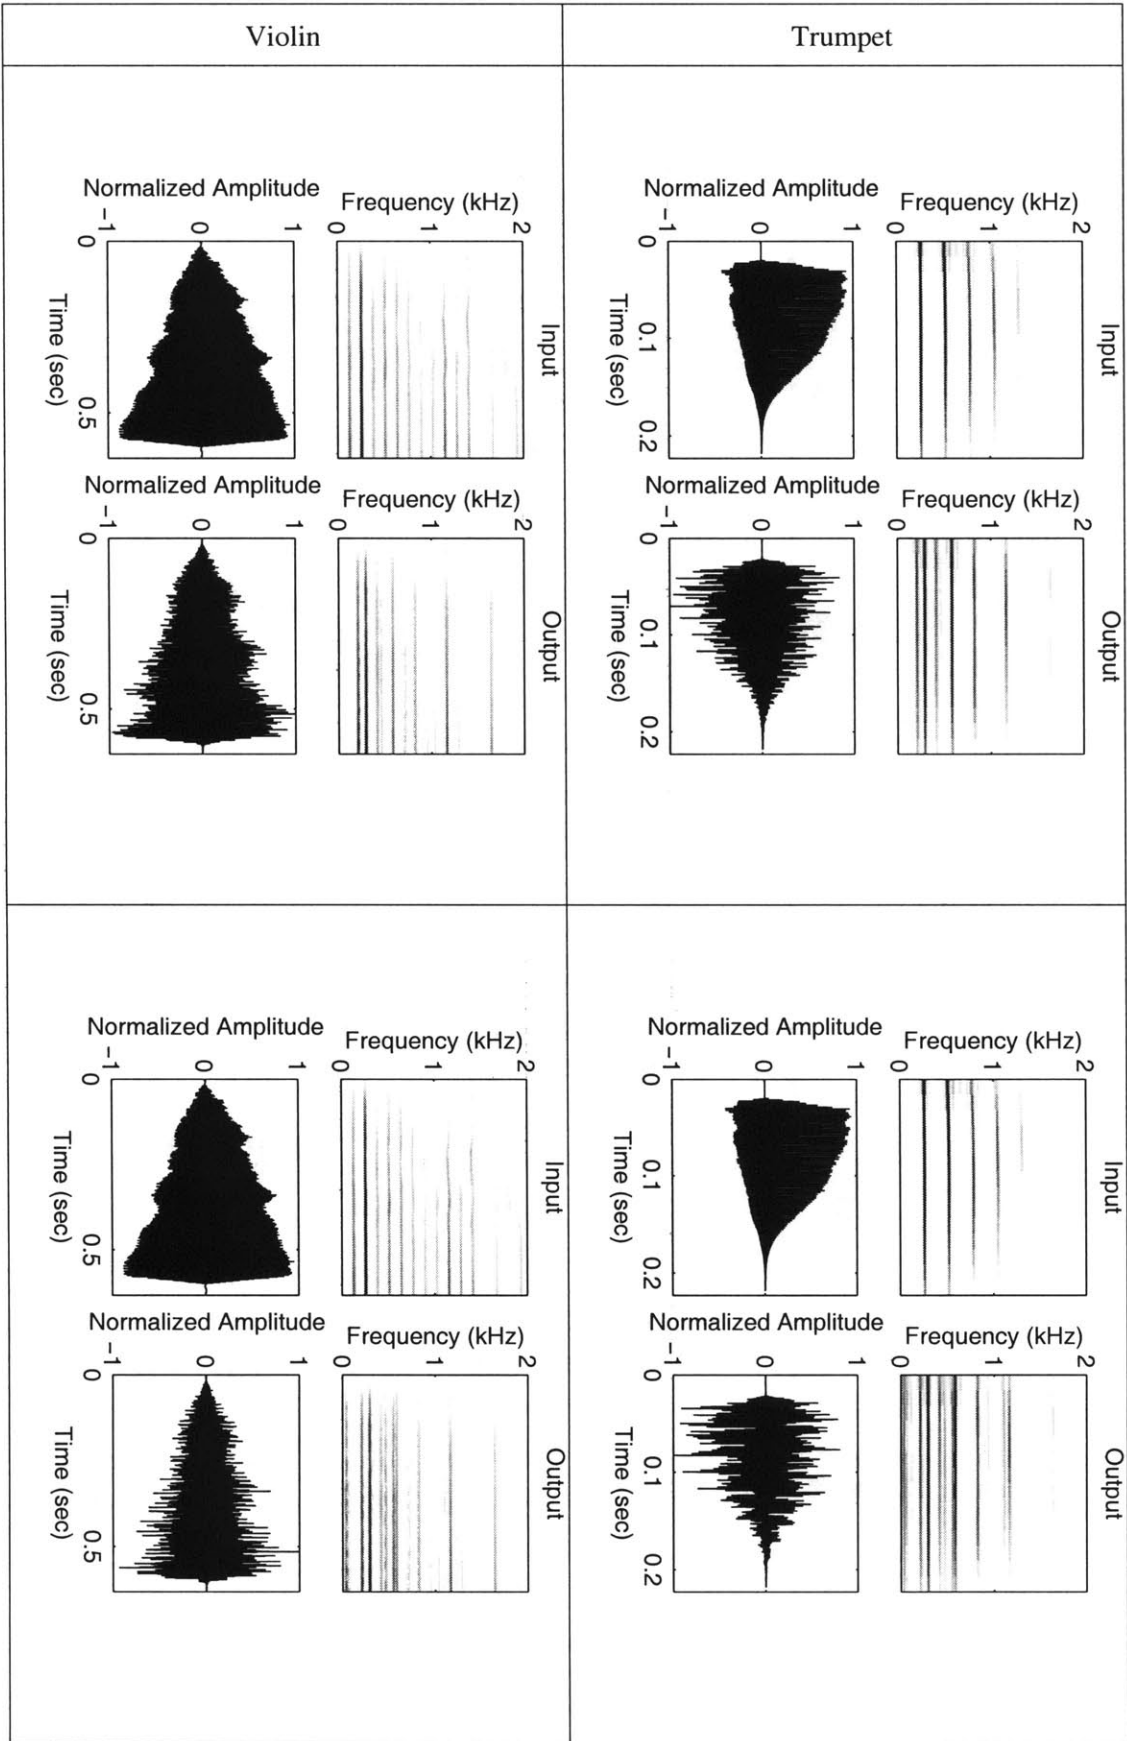 Violin
Trumpet
Input
Output
Frequency (kHz)
2
1
0
Frequency (kHz)
2
1
0
Normalized Amplitude
1
0
−1
0
0.1
0.2
Time (sec)
Normalized Amplitude
1
0
−1
0
0.1
0.2
Time (sec)
Input
Output
Frequency (kHz)
2
1
0
Frequency (kHz)
2
1
0
Normalized Amplitude
1
0
−1
0
0.5
Time (sec)
Normalized Amplitude
1
0
−1
0
0.5
Time (sec)
Input
Output
Frequency (kHz)
2
1
0
Frequency (kHz)
2
1
0
Normalized Amplitude
1
0
−1
0
0.1
0.2
Time (sec)
Normalized Amplitude
1
0
−1
0
0.1
0.2
Time (sec)
Input
Output
Frequency (kHz)
2
1
0
Frequency (kHz)
2
1
0
Normalized Amplitude
1
0
−1
0
0.5
Time (sec)
Normalized Amplitude
1
0
−1
0
0.5
Time (sec)